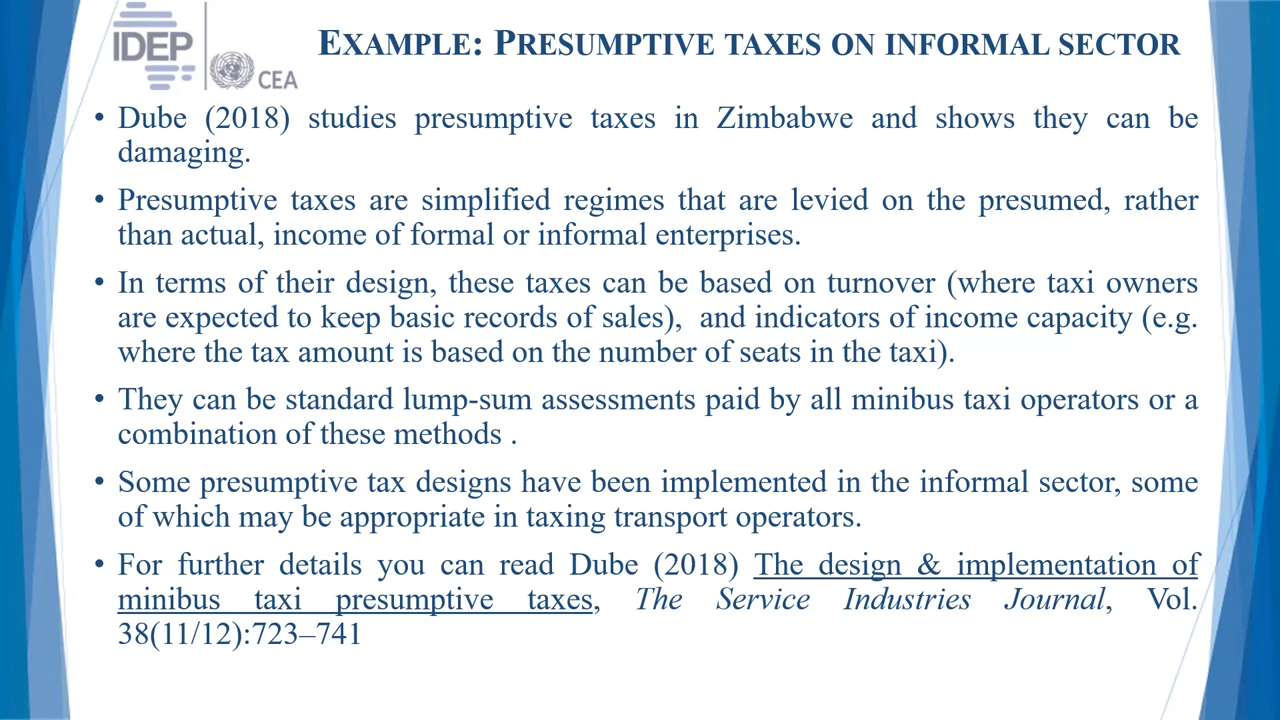 IDEP
CEA
EXAMPLE: PRESUMPTIVE TAXES ON INFORMAL SECTOR
• Dube (2018) studies presumptive taxes in Zimbabwe and shows they can be
damaging.
• Presumptive taxes are simplified regimes that are levied on the presumed, rather
than actual, income of formal or informal enterprises.
• In terms of their design, these taxes can be based on turnover (where taxi owners
are expected to keep basic records of sales), and indicators of income capacity (e.g.
where the tax amount is based on the number of seats in the taxi).
• They can be standard lump-sum assessments paid by all minibus taxi operators or a
combination of these methods .
• Some presumptive tax designs have been implemented in the informal sector, some
of which may be appropriate in taxing transport operators.
• For further details you can read Dube (2018) The design & implementation of
minibus taxi presumptive taxes, The Service Industries Journal, Vol.
38(11/12):723–741